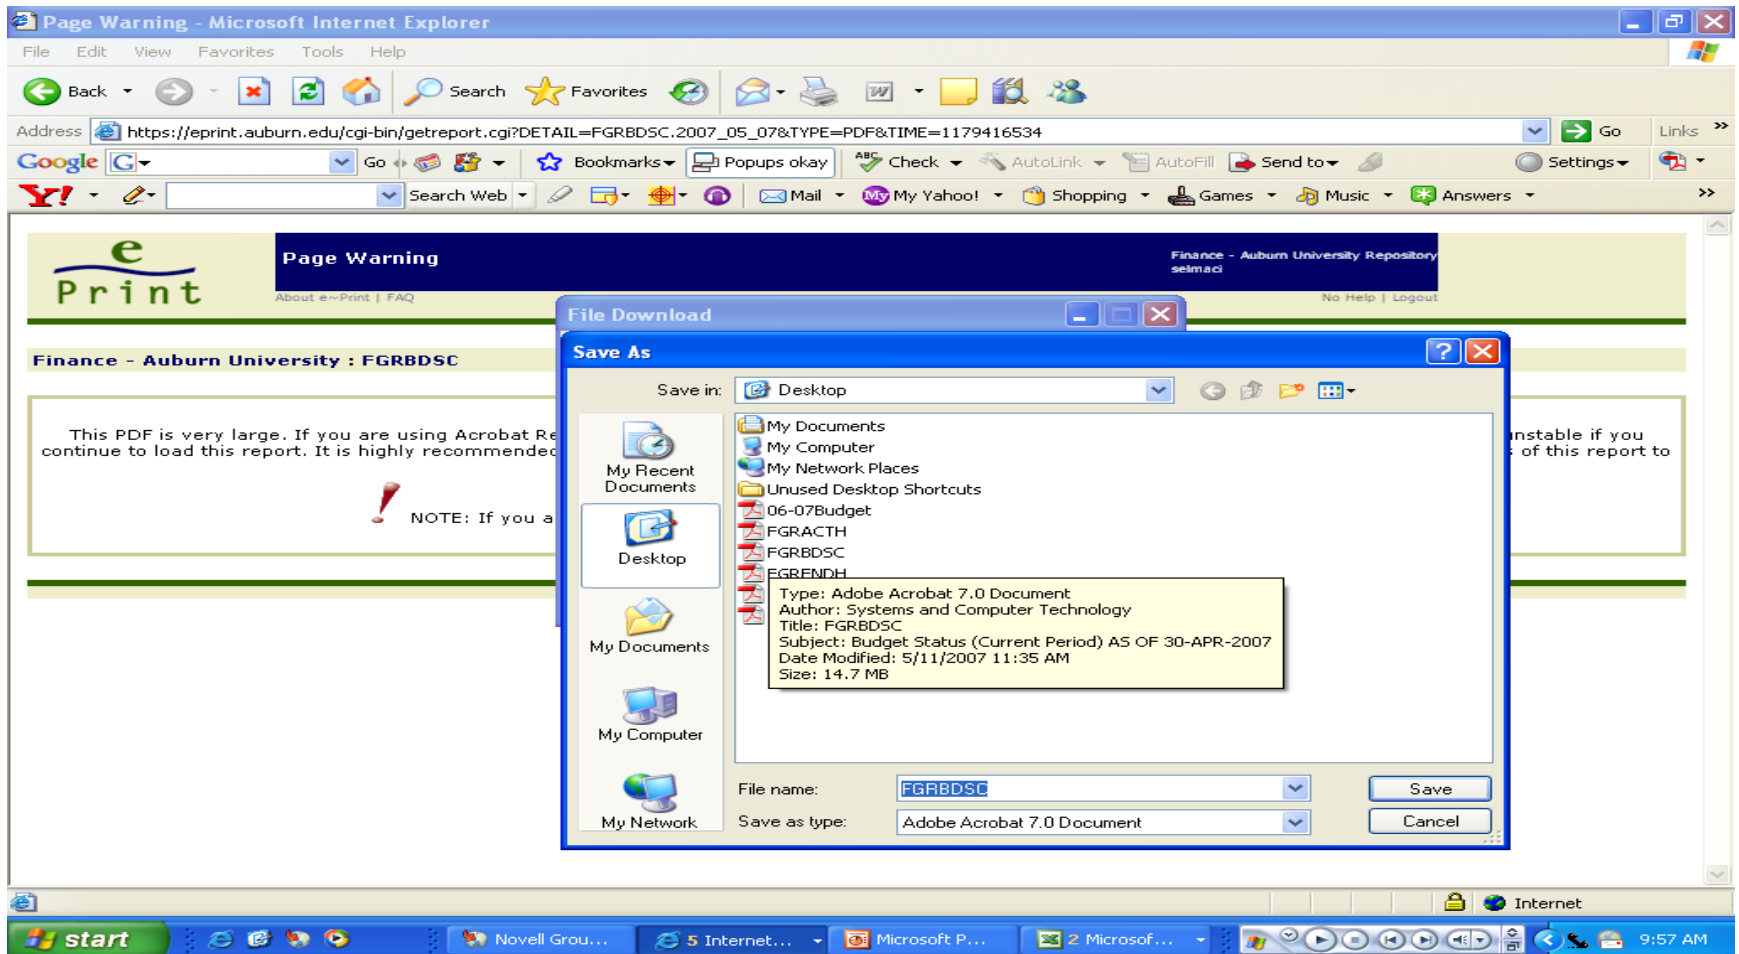 Page Warning - Microsoft Internet Explorer
File Edit View Favorites Tools Help
Back Search Favorites
Address https://eprint.auburn.edu/cgi-bin/getreport.cgi?DETAIL=FGRBDSC.2007_05_07&TYPE=PDF&TIME=1179416534 Go Links »
Google G Go Bookmarks Popups okay ABC Check AutoLink AutoFill Send to Settings
Y! Search Web Mail My My Yahoo! Shopping Games Music Answers »
e Print
Page Warning
Finance - Auburn University Repository
selmaci
About e~Print | FAQ
No Help | Logout
Finance - Auburn University : FGRBDSC
This PDF is very large. If you are using Acrobat Re
nstable if you
continue to load this report. It is highly recommended
of this report to
NOTE: If you a
File Download
Save As
Save in: Desktop
My Recent
Documents
Desktop
My Documents
My Computer
My Network
My Documents
My Computer
My Network Places
Unused Desktop Shortcuts
06-07Budget
FGRACTH
FGRBDSC
FGRENDH
Type: Adobe Acrobat 7.0 Document
Author: Systems and Computer Technology
Title: FGRBDSC
Subject: Budget Status (Current Period) AS OF 30-APR-2007
Date Modified: 5/11/2007 11:35 AM
Size: 14.7 MB
File name: FGRBDSC Save
Save as type: Adobe Acrobat 7.0 Document Cancel
Internet
start Novell Grou... 5 Internet... Microsoft P... 2 Microsof... 9:57 AM